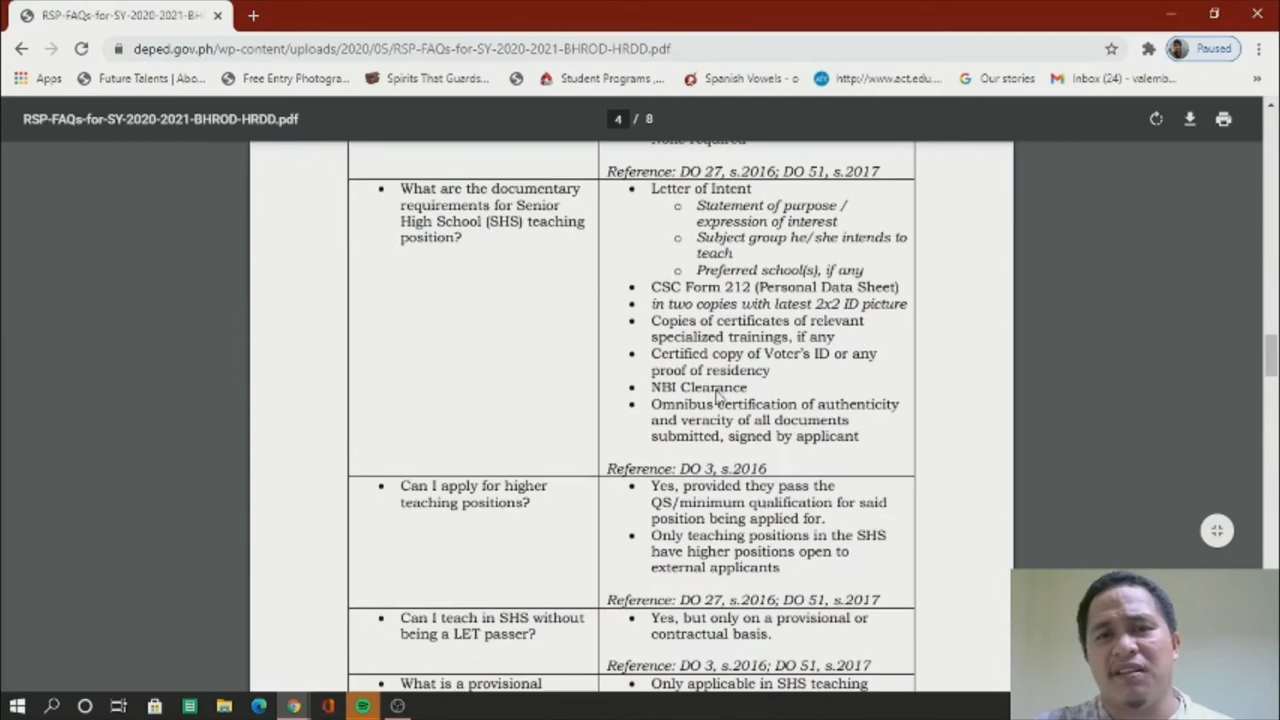 RSP-FAQs-for-SY-2020-2021-BH
deped.gov.ph/wp-content/uploads/2020/05/RSP-FAQs-for-SY-2020-2021-BHROD-HRDD.pdf
Paused
Apps
Future Talents | Abo...
Free Entry Photogra...
Spirits That Guards...
Student Programs ,...
Spanish Vowels - o
http://www.act.edu....
Our stories
Inbox (24) - valemb...
»
RSP-FAQs-for-SY-2020-2021-BHROD-HRDD.pdf
4 / 8
None required
Reference: DO 27, s.2016; DO 51, s.2017
• What are the documentary
requirements for Senior
High School (SHS) teaching
position?
• Letter of Intent
o Statement of purpose /
expression of interest
o Subject group he/she intends to
teach
o Preferred school(s), if any
• CSC Form 212 (Personal Data Sheet)
• in two copies with latest 2x2 ID picture
• Copies of certificates of relevant
specialized trainings, if any
• Certified copy of Voter's ID or any
proof of residency
• NBI Clearance
• Omnibus certification of authenticity
and veracity of all documents
submitted, signed by applicant
Reference: DO 3, s.2016
• Can I apply for higher
teaching positions?
• Yes, provided they pass the
QS/minimum qualification for said
position being applied for.
• Only teaching positions in the SHS
have higher positions open to
external applicants
Reference: DO 27, s.2016; DO 51, s.2017
• Can I teach in SHS without
being a LET passer?
• Yes, but only on a provisional or
contractual basis.
Reference: DO 3, s.2016; DO 51, s.2017
• What is a provisional
• Only applicable in SHS teaching